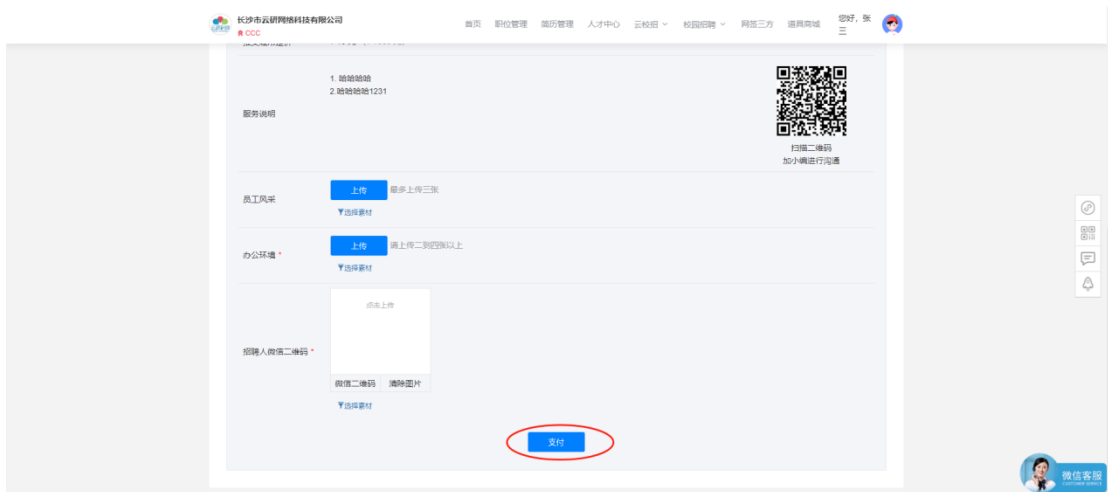 长沙市云研网络科技有限公司
CCC
首页 职位管理 简历管理 人才中心 云校招 校园招聘 网签三方 道具商城
您好，张三
1. 哈哈哈哈
2.哈哈哈哈1231
服务说明
扫描二维码
加小编进行沟通
员工风采
上传 最多上传三张
选择素材
办公环境 *
上传 请上传二到四张以上
选择素材
点击上传
招聘人微信二维码 *
微信二维码 清除图片
选择素材
支付
微信客服
CUSTOMER SERVICE